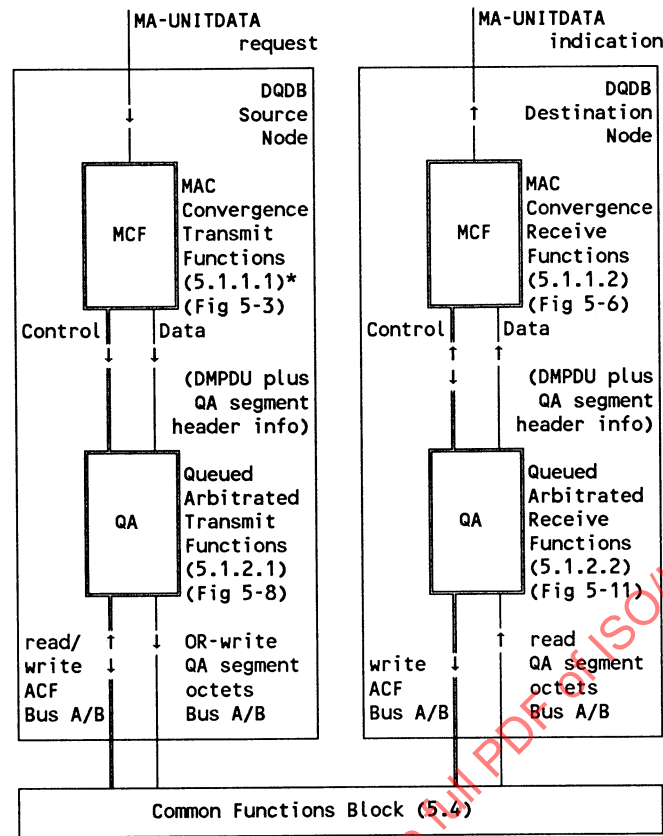 MA-UNITDATA
request
DQDB
Source
Node
↓
MCF
MAC
Convergence
Transmit
Functions
(5.1.1.1)*
(Fig 5-3)
Control Data
↓ ↓
(DMPDU plus
QA segment
header info)
QA
Queued
Arbitrated
Transmit
Functions
(5.1.2.1)
(Fig 5-8)
read/ ↑ ↓ OR-write
write ↓ QA segment
ACF octets
Bus A/B Bus A/B
MA-UNITDATA
indication
DQDB
Destination
Node
↑
MCF
MAC
Convergence
Receive
Functions
(5.1.1.2)
(Fig 5-6)
Control Data
↑ ↑
↓
(DMPDU plus
QA segment
header info)
QA
Queued
Arbitrated
Receive
Functions
(5.1.2.2)
(Fig 5-11)
↑ read
write ↓ QA segment
ACF octets
Bus A/B Bus A/B
Common Functions Block (5.4)
full PDF of ISO/